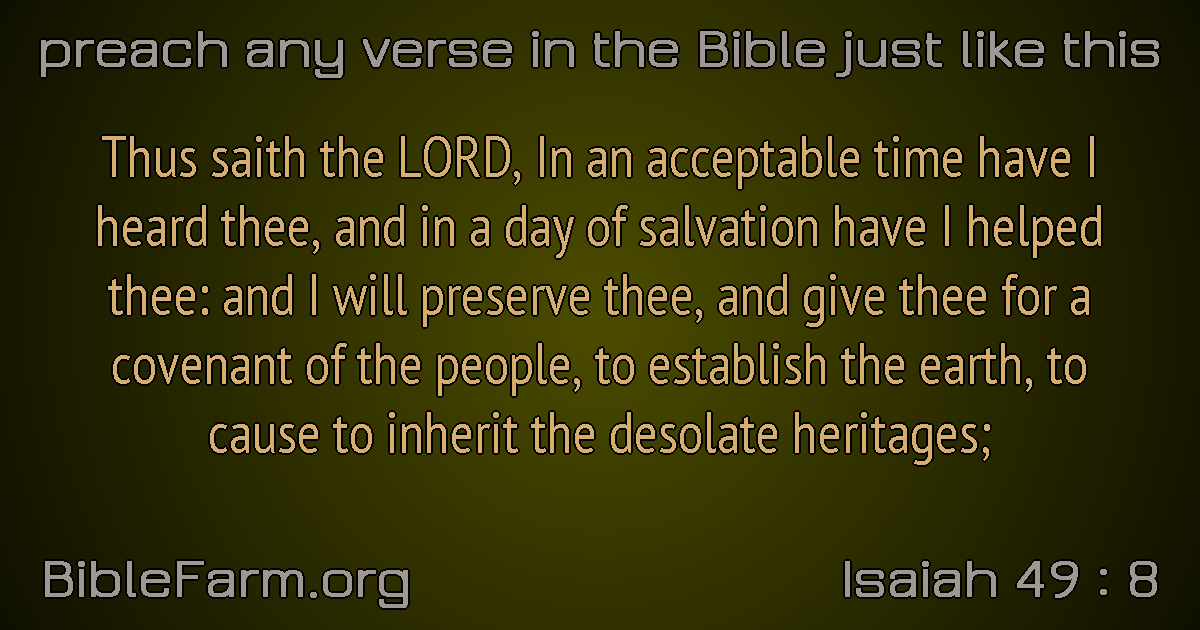 preach any verse in the Bible just like this
Thus saith the LORD, In an acceptable time have I
heard thee, and in a day of salvation have I helped
thee: and I will preserve thee, and give thee for a
covenant of the people, to establish the earth, to
cause to inherit the desolate heritages;
BibleFarm.org
Isaiah 49 : 8